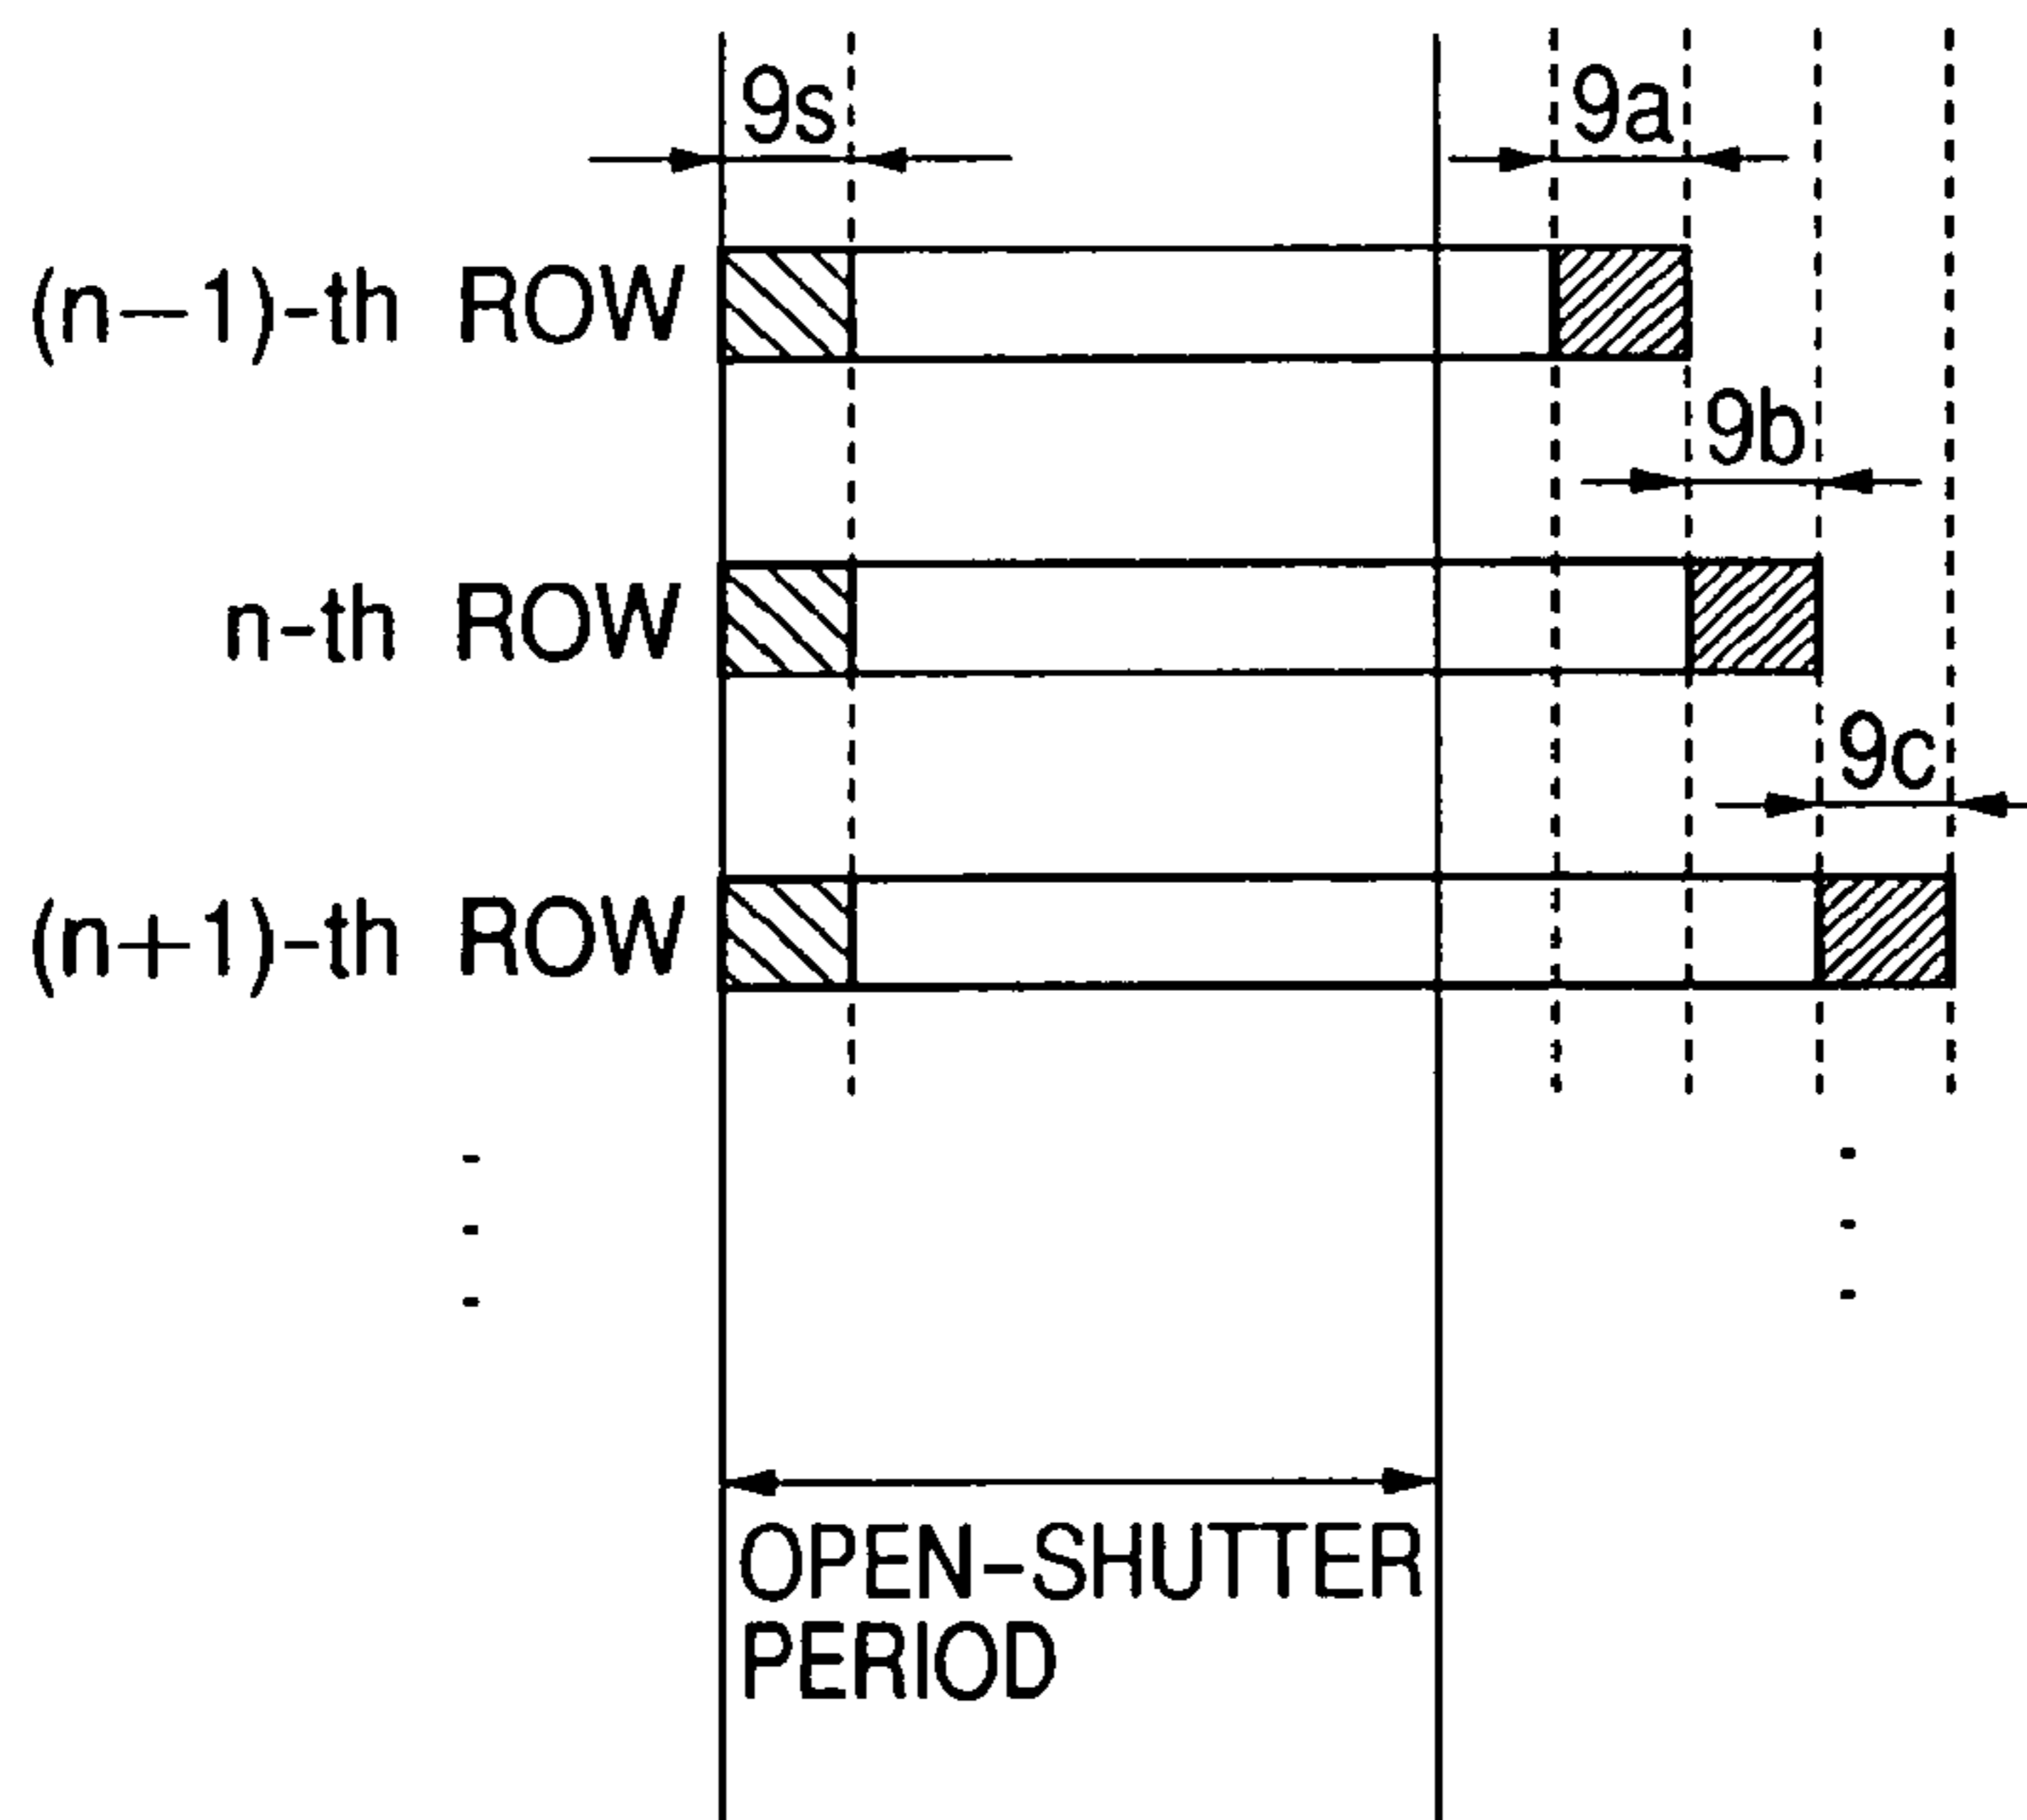 9s
9a
(n−1)-th ROW
9b
n-th ROW
9c
(n+1)-th ROW
OPEN-SHUTTER
PERIOD